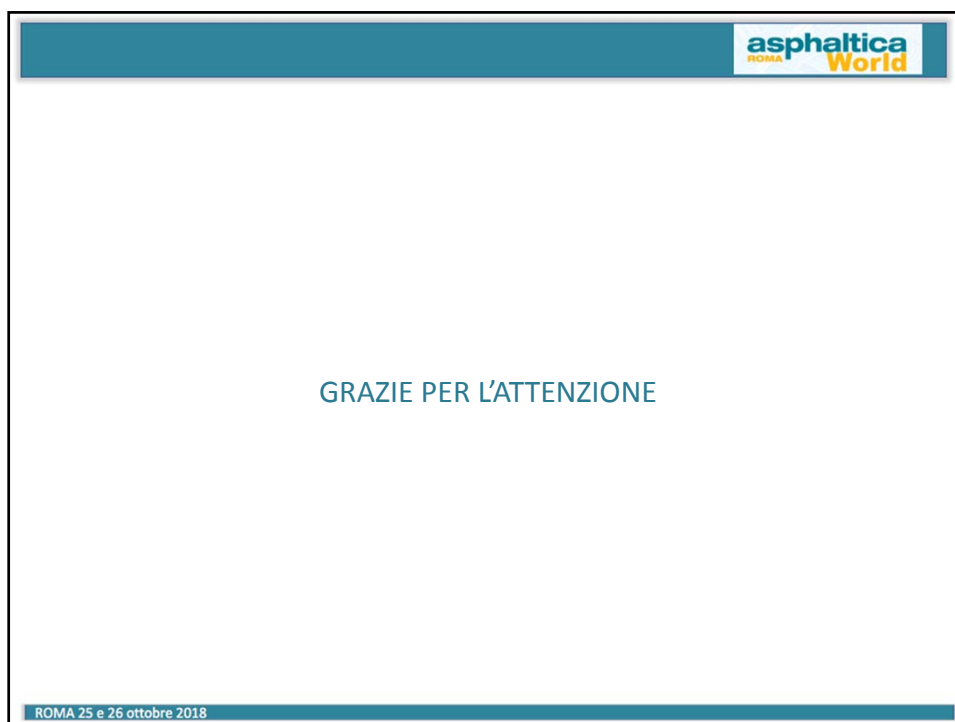 asphaltica
ROMA World
GRAZIE PER L’ATTENZIONE
ROMA 25 e 26 ottobre 2018